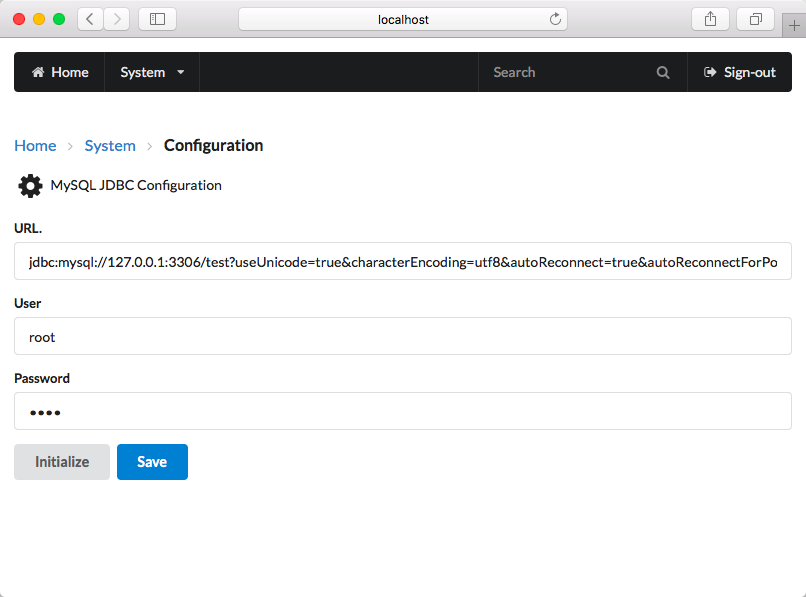 localhost
Home System Search Sign-out
Home System Configuration
MySQL JDBC Configuration
URL.
jdbc:mysql://127.0.0.1:3306/test?useUnicode=true&characterEncoding=utf8&autoReconnect=true&autoReconnectForPo
User
root
Password
••••
Initialize Save